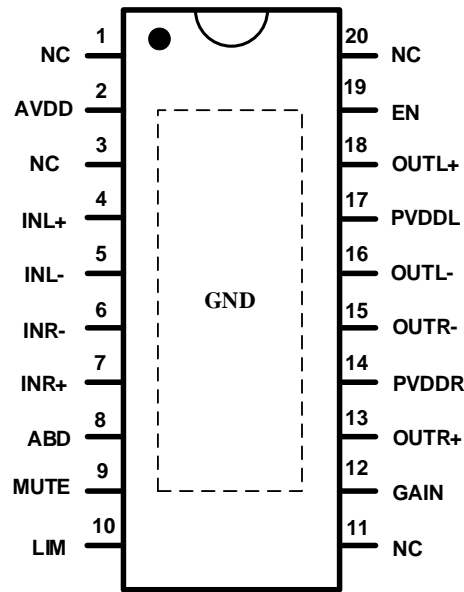 1 20
NC NC
2 19
AVDD EN
3 18
NC OUTL+
4 17
INL+ PVDDL
5 16
INL- OUTL-
GND
6 15
INR- OUTR-
7 14
INR+ PVDDR
8 13
ABD OUTR+
9 12
MUTE GAIN
10 11
LIM NC